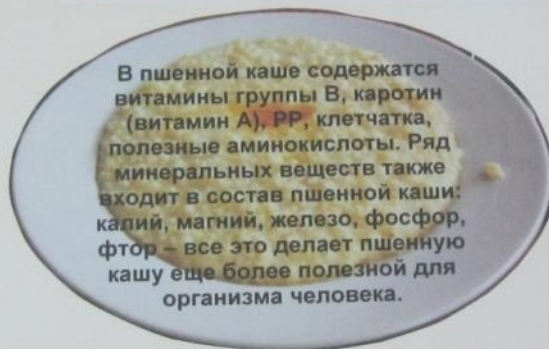 В пшенной каше содержатся
витамины группы В, каротин
(витамин А), РР, клетчатка,
полезные аминокислоты. Ряд
минеральных веществ также
входит в состав пшенной каши:
калий, магний, железо, фосфор,
фтор – все это делает пшенную
кашу еще более полезной для
организма человека.